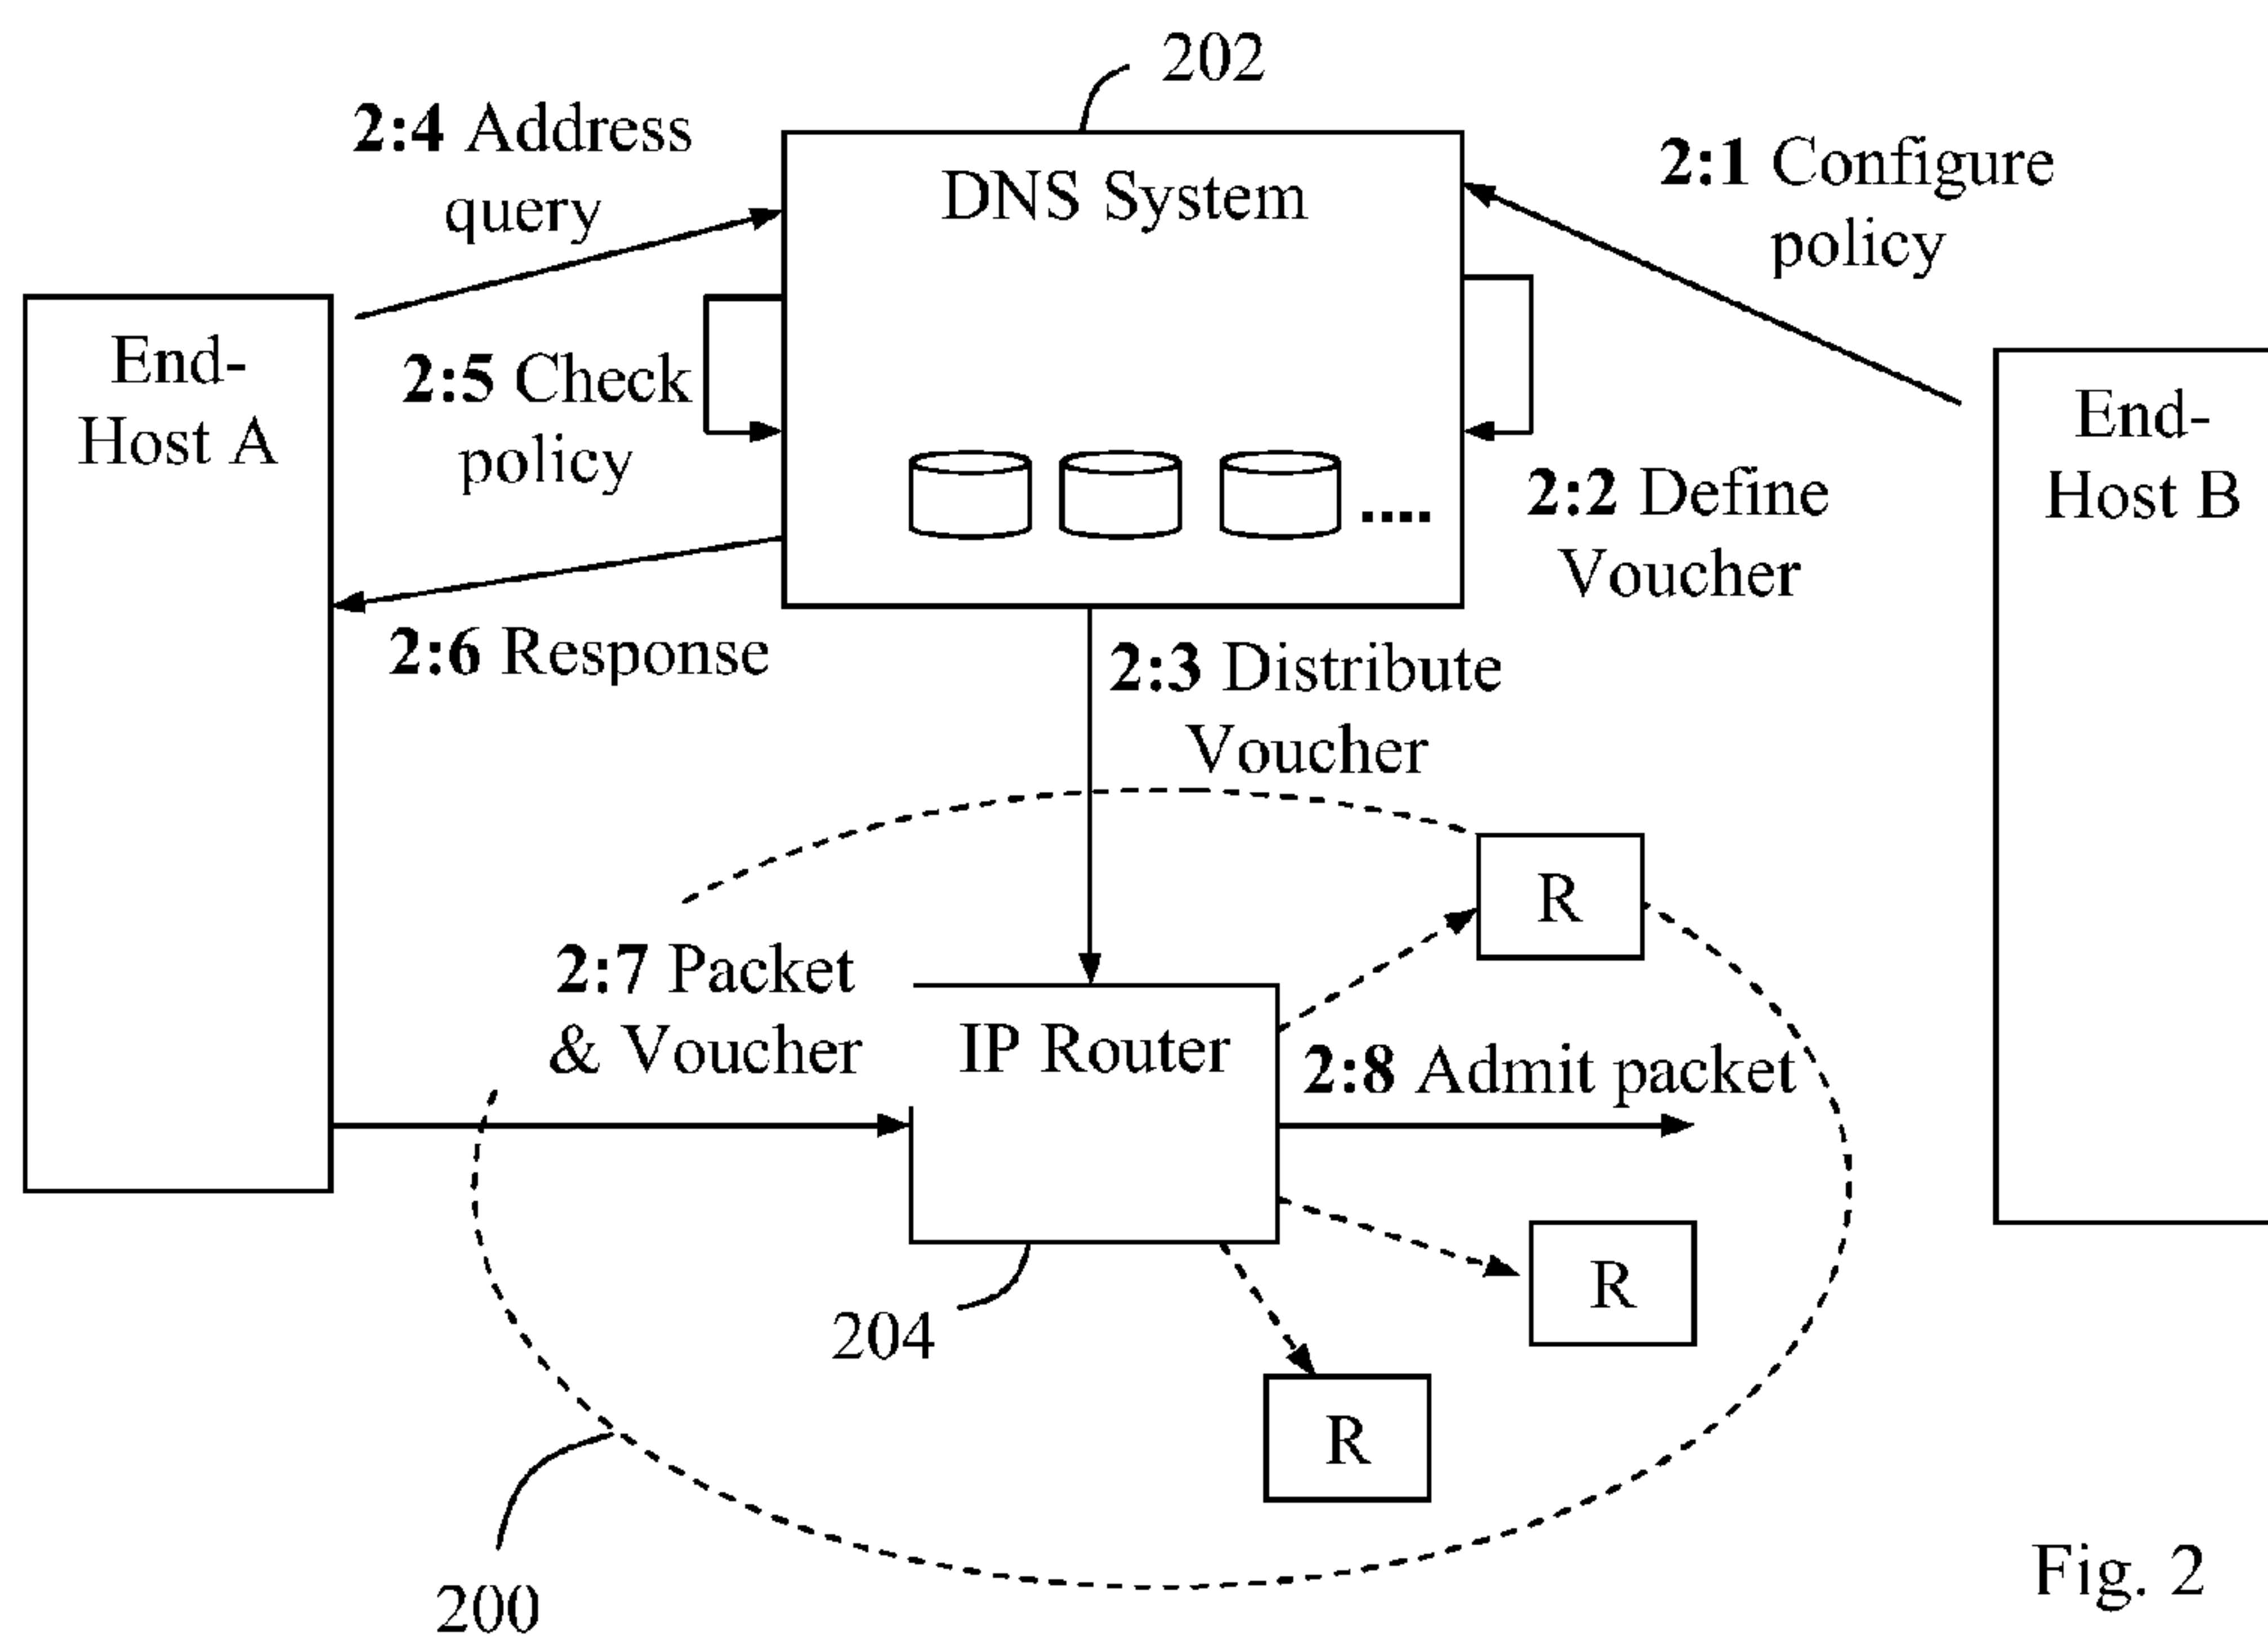 202
2:4 Address
query
DNS System
2:1 Configure
policy
End-
Host A
2:5 Check
policy
End-
Host B
2:2 Define
Voucher
....
2:6 Response
2:3 Distribute
Voucher
R
2:7 Packet
& Voucher
IP Router
2:8 Admit packet
R
204
R
200
Fig. 2